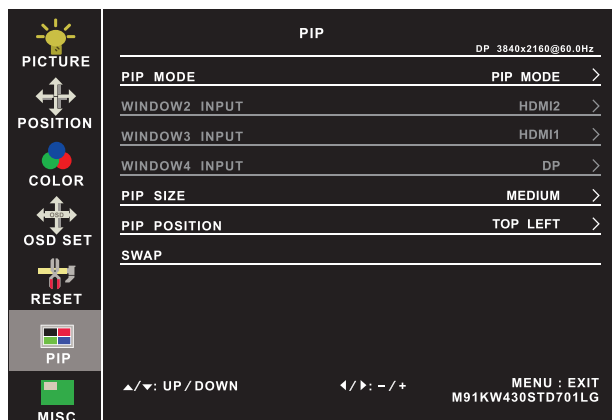 PIP
DP 3840x2160@60.0Hz
PICTURE
POSITION
COLOR
OSD
OSD SET
RESET
PIP
MISC
PIP MODE PIP MODE >
WINDOW2 INPUT HDMI2 >
WINDOW3 INPUT HDMI1 >
WINDOW4 INPUT DP >
PIP SIZE MEDIUM >
PIP POSITION TOP LEFT >
SWAP
▲/▼: UP/DOWN ◀/▶: -/+ MENU : EXIT
M91KW430STD701LG